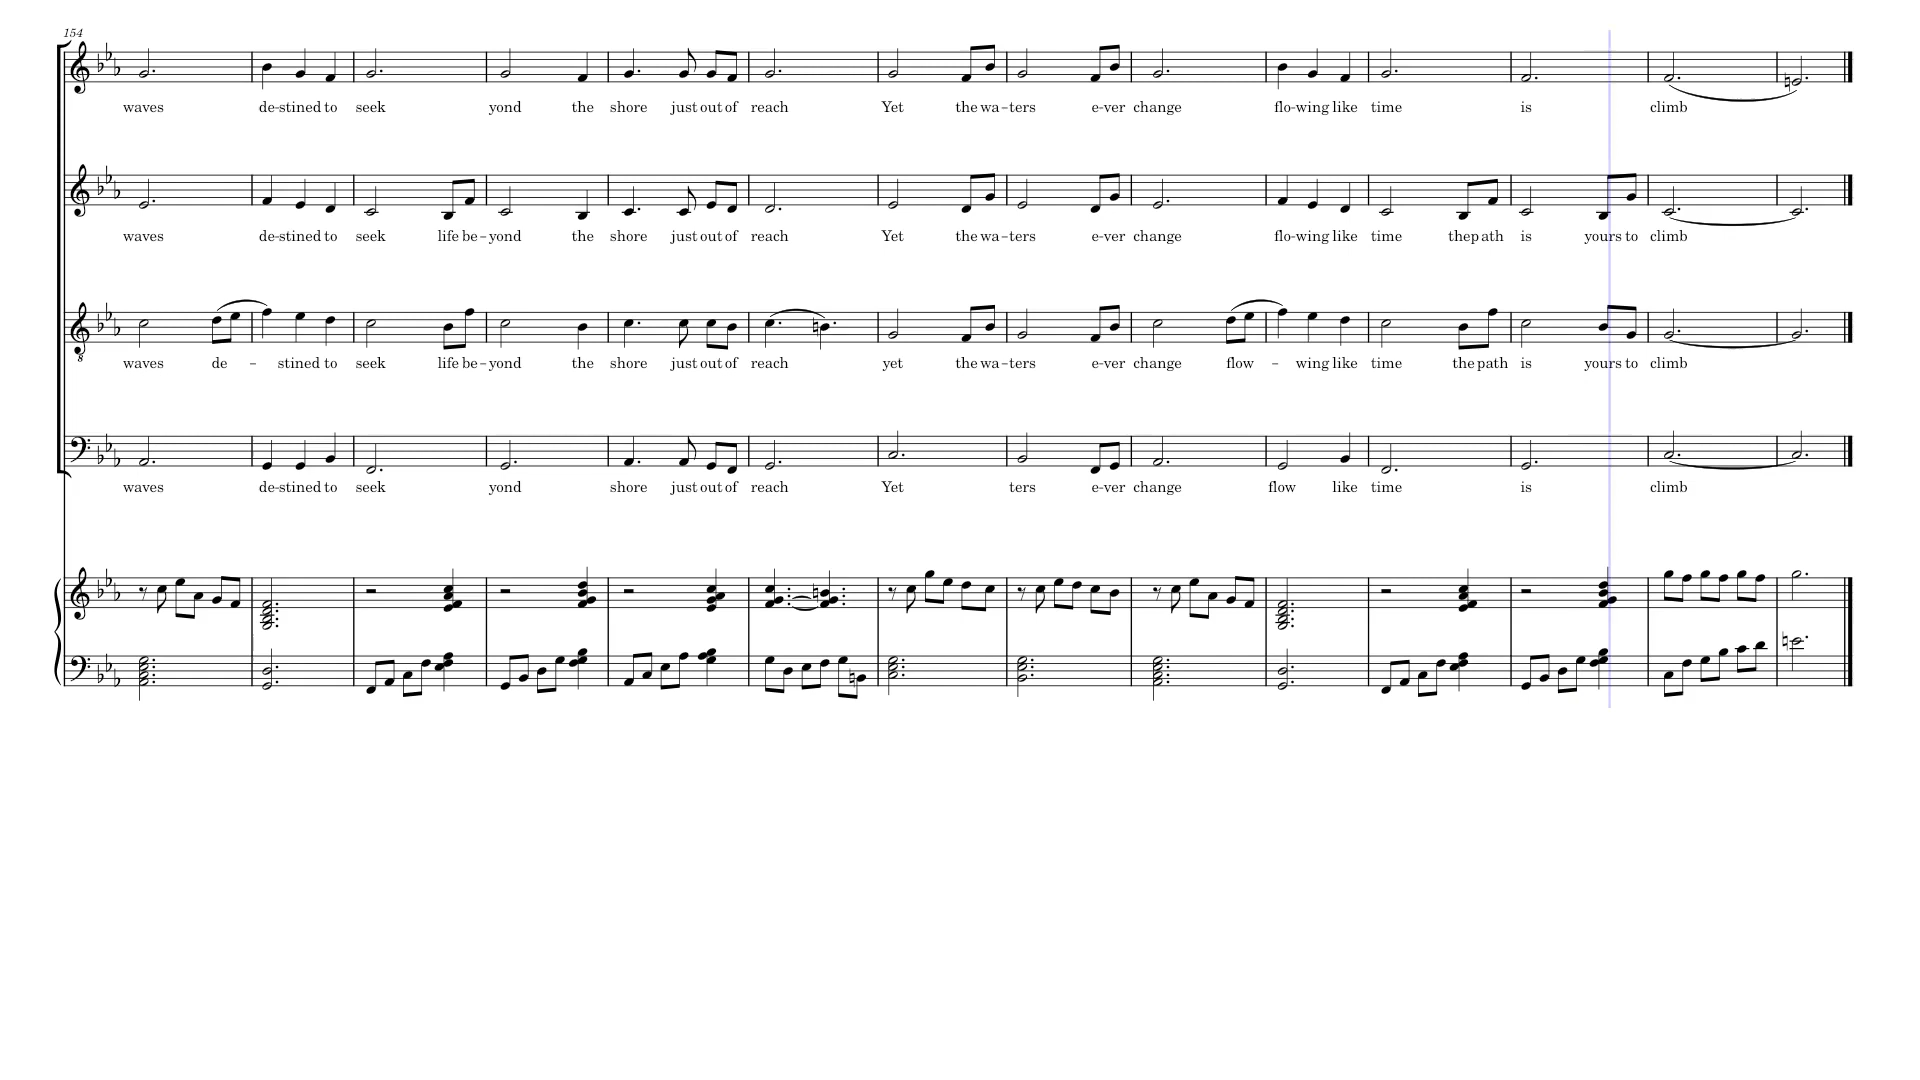 154
waves de-stined to seek yond the shore just out of reach Yet the wa-ters e-ver change flo-wing like time is climb
waves de-stined to seek life be-yond the shore just out of reach Yet the wa-ters e-ver change flo-wing like time thep ath is yours to climb
8
waves de - stined to seek life be-yond the shore just out of reach yet the wa-ters e-ver change flow - wing like time the path is yours to climb
waves de-stined to seek yond shore just out of reach Yet ters e-ver change flow like time is climb